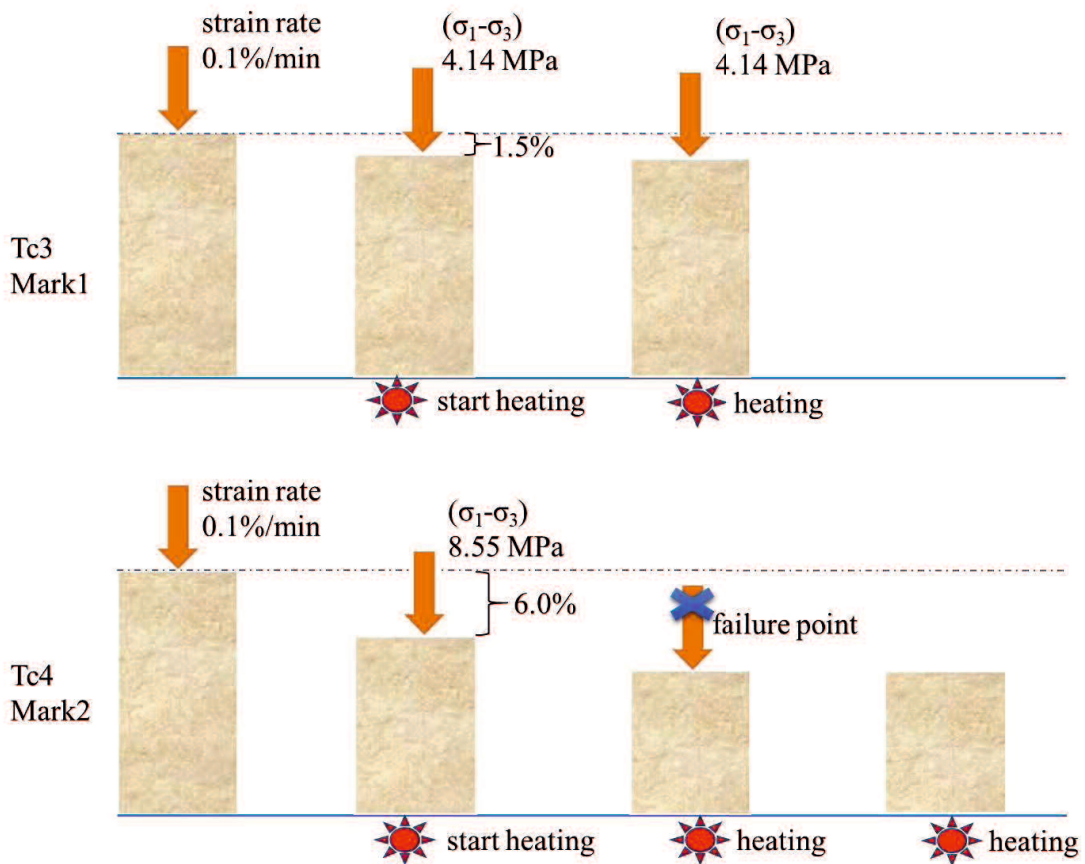 strain rate
0.1%/min
(σ₁-σ₃)
4.14 MPa
(σ₁-σ₃)
4.14 MPa
1.5%
Tc3
Mark1
start heating
heating
strain rate
0.1%/min
(σ₁-σ₃)
8.55 MPa
6.0%
failure point
Tc4
Mark2
start heating
heating
heating